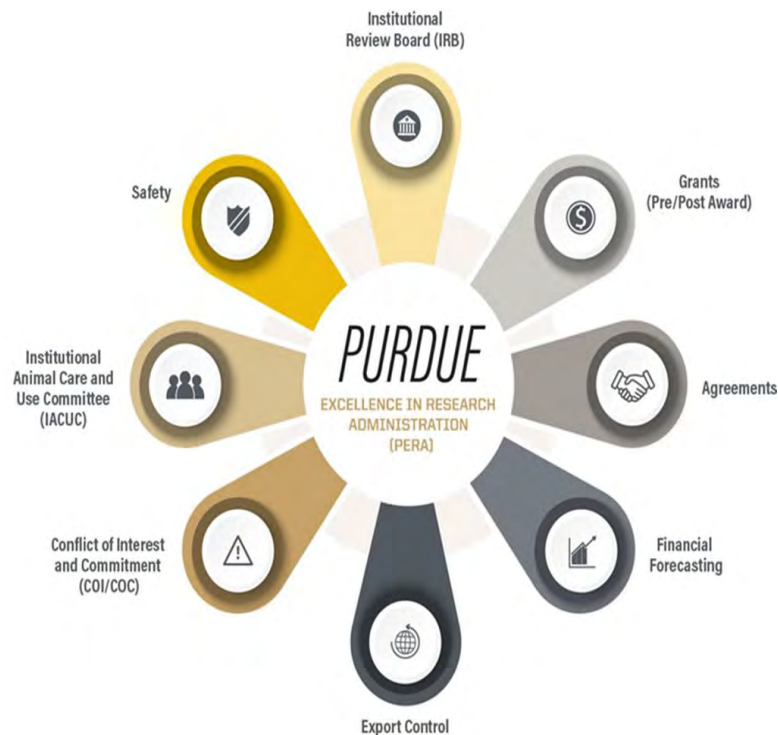 Institutional
Review Board (IRB)
Grants
(Pre/Post Award)
Agreements
Financial
Forecasting
Export Control
Conflict of Interest
and Commitment
(COI/COC)
Institutional
Animal Care and
Use Committee
(IACUC)
Safety
PURDUE
EXCELLENCE IN RESEARCH
ADMINISTRATION
(PERA)
$